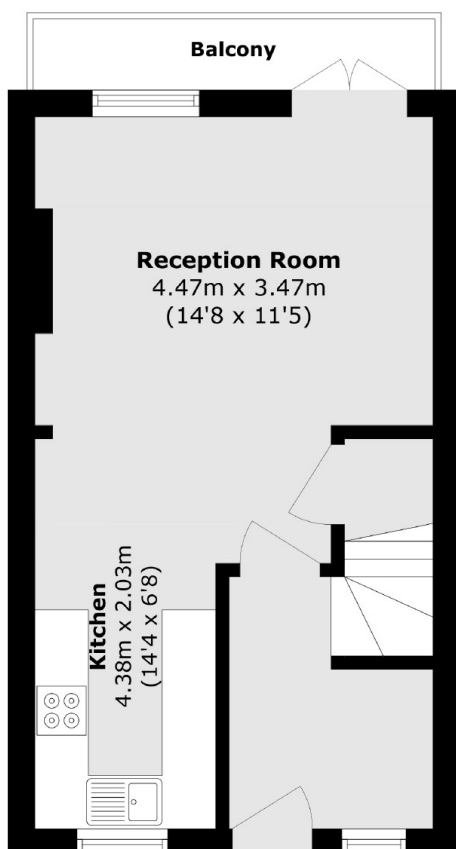 Balcony
Reception Room
4.47m x 3.47m
(14'8 x 11'5)
Kitchen
4.38m x 2.03m
(14'4 x 6'8)